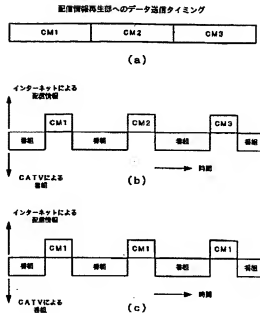 配信情報再生部へのデータ送信タイミング
CM1 CM2 CM3
(a)
インターネットによる
配信情報
CM1 CM2 CM3
番組 番組 番組 番組
時間
CATVによる
番組
(b)
インターネットによる
配信情報
CM1 CM1 CM1
番組 番組 番組 番組
時間
CATVによる
番組
(c)